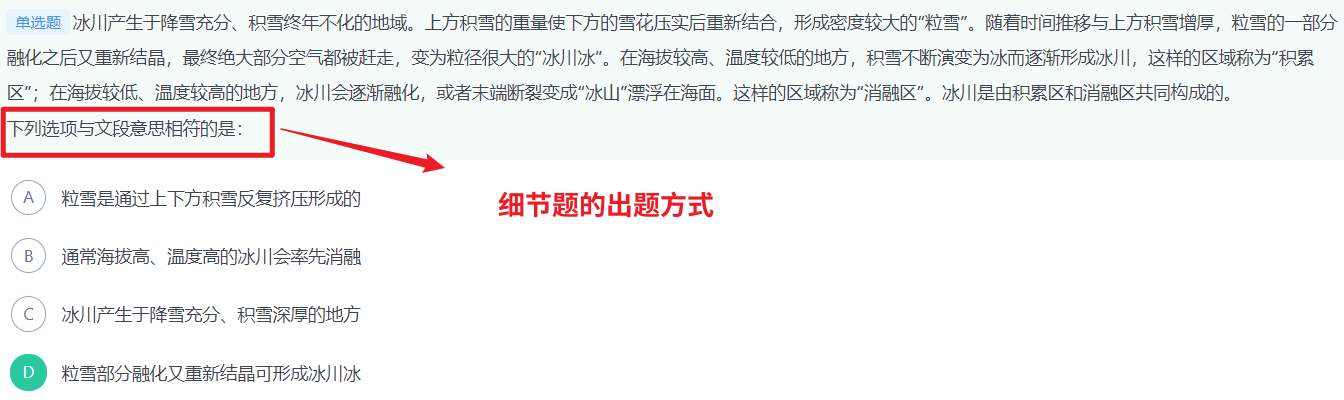 单选题 冰川产生于降雪充分、积雪终年不化的地域。上方积雪的重量使下方的雪花压实后重新结合，形成密度较大的“粒雪”。随着时间推移与上方积雪增厚，粒雪的一部分
融化之后又重新结晶，最终绝大部分空气都被赶走，变为粒径很大的“冰川冰”。在海拔较高、温度较低的地方，积雪不断演变为冰而逐渐形成冰川，这样的区域称为“积累
区”；在海拔较低、温度较高的地方，冰川会逐渐融化，或者末端断裂变成“冰山”漂浮在海面。这样的区域称为“消融区”。冰川是由积累区和消融区共同构成的。
下列选项与文段意思相符的是：
A 粒雪是通过上下方积雪反复挤压形成的
细节题的出题方式
B 通常海拔高、温度高的冰川会率先消融
C 冰川产生于降雪充分、积雪深厚的地方
D 粒雪部分融化又重新结晶可形成冰川冰